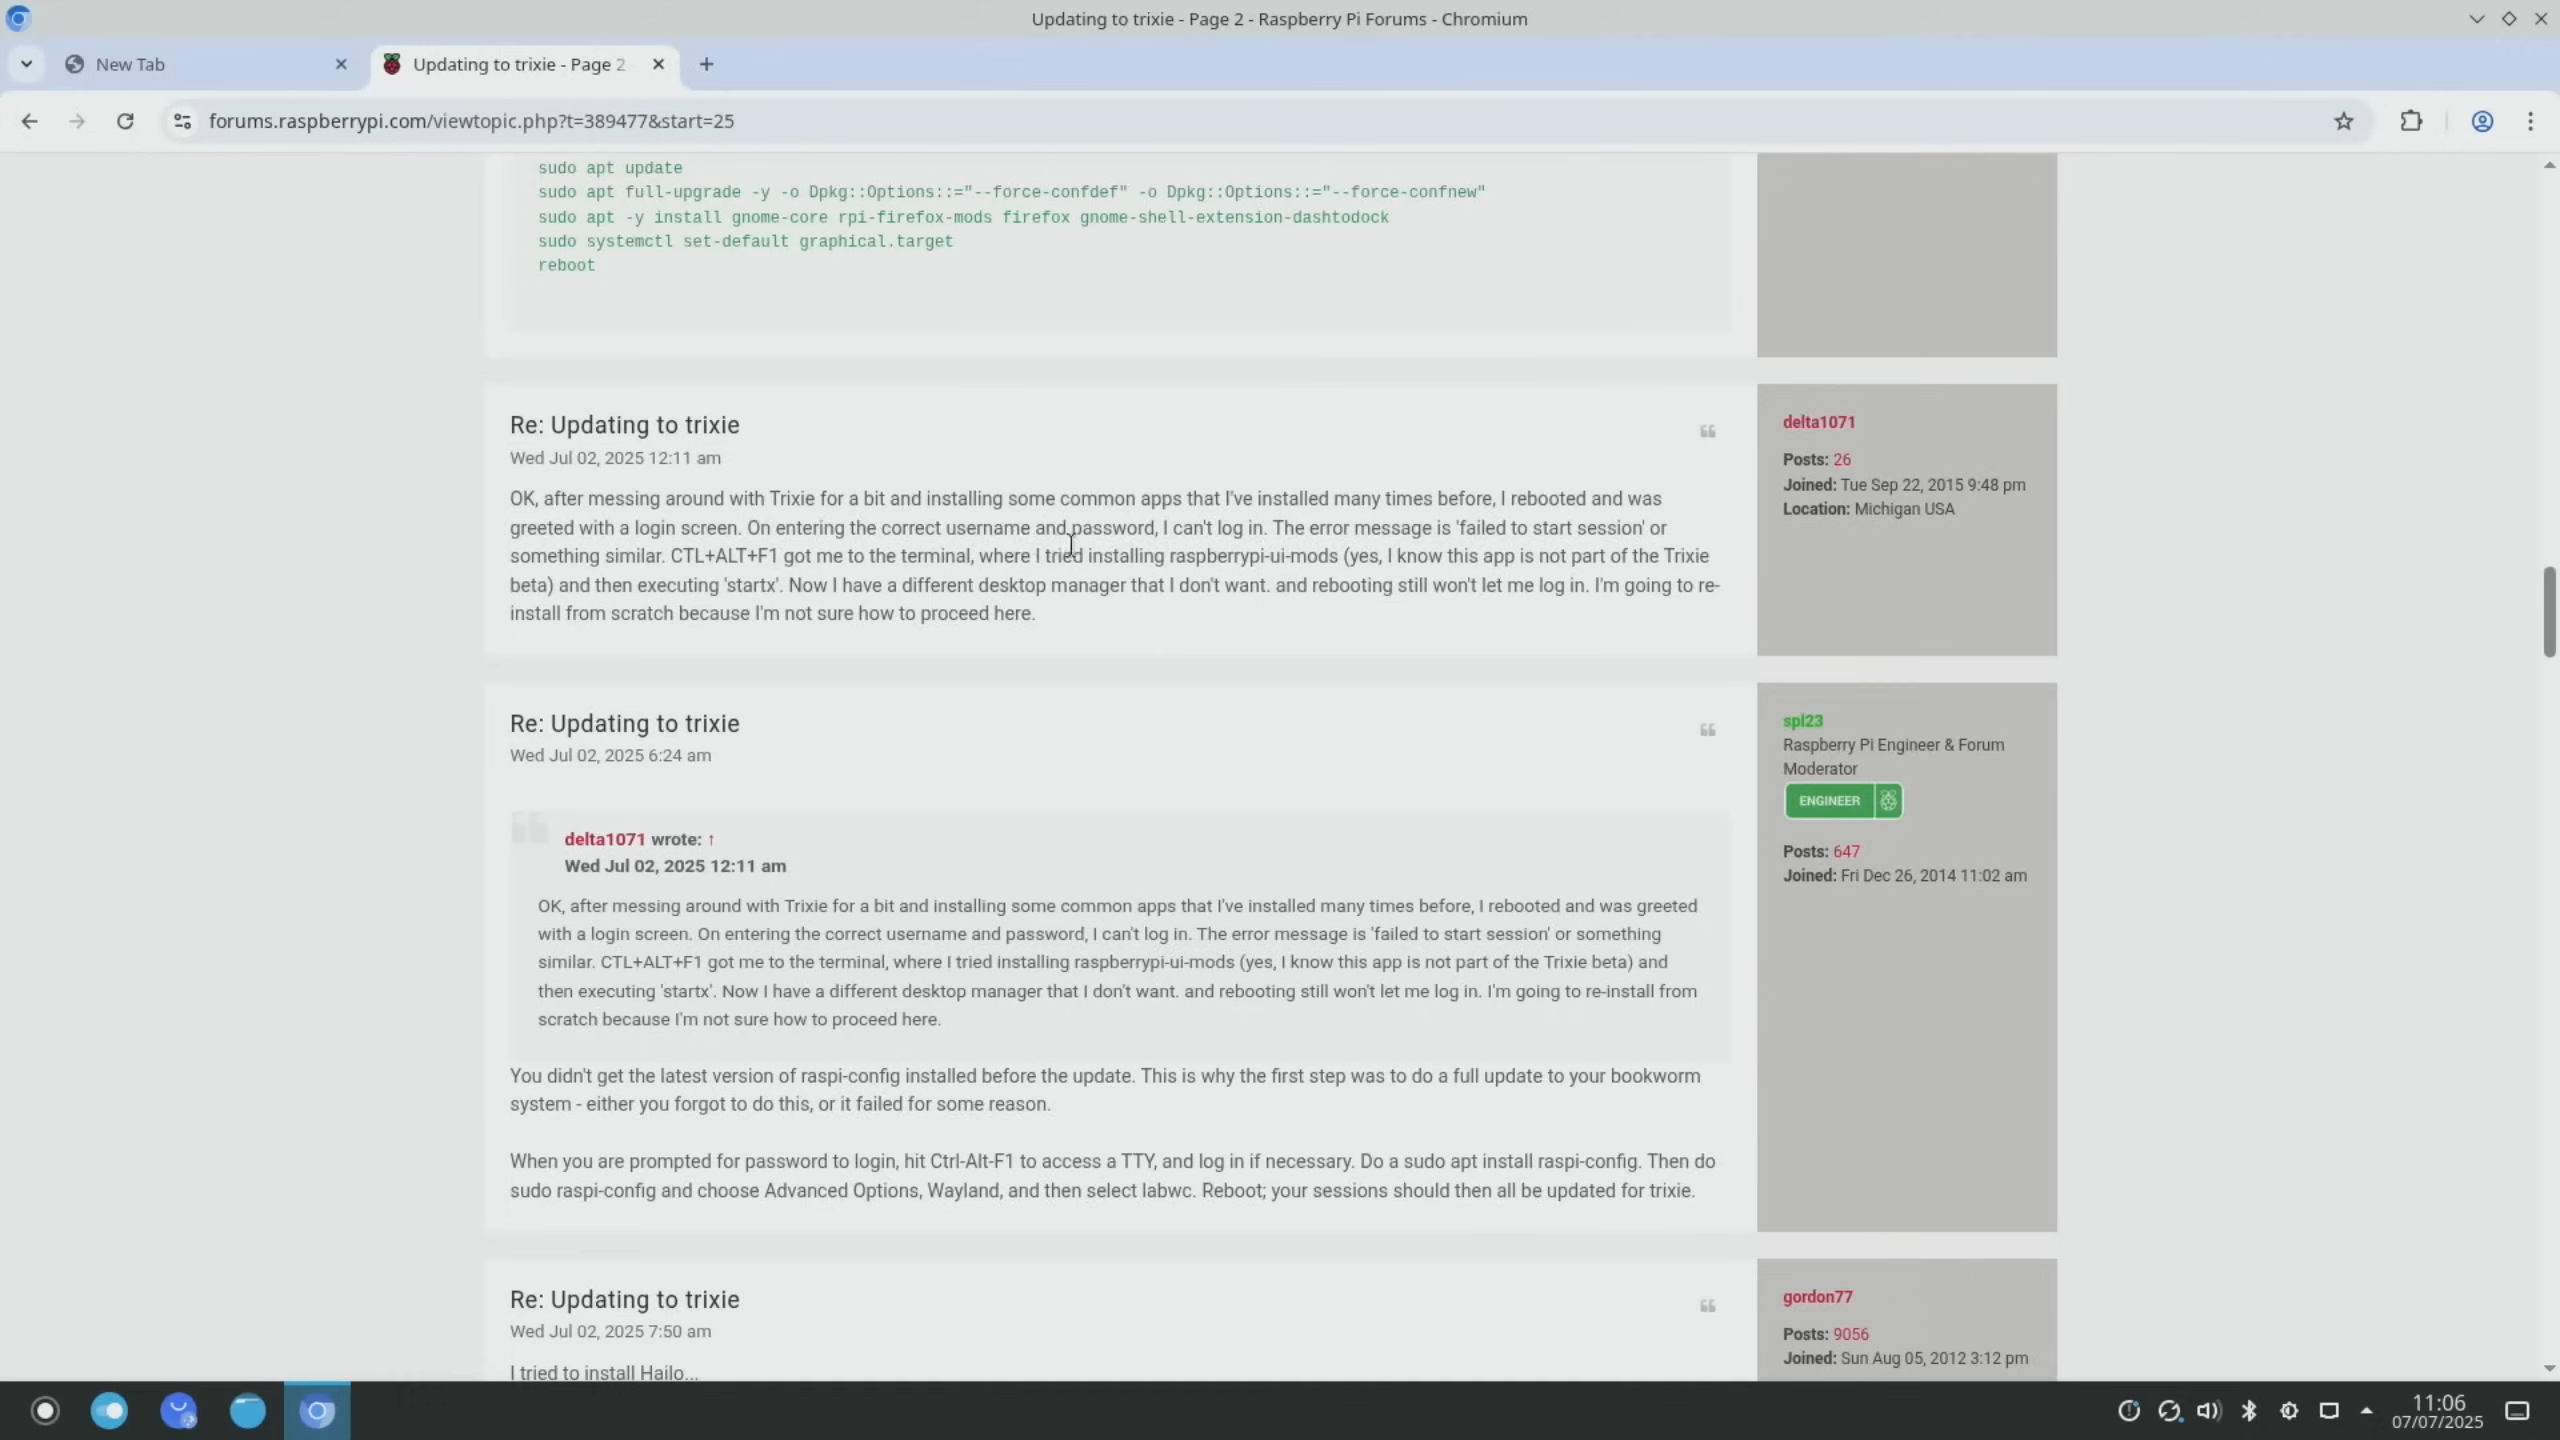 Updating to trixie - Page 2 - Raspberry Pi Forums - Chromium
New Tab
Updating to trixie - Page 2
forums.raspberrypi.com/viewtopic.php?t=389477&start=25
sudo apt update
sudo apt full-upgrade -y -o Dpkg::Options::="--force-confdef" -o Dpkg::Options::="--force-confnew"
sudo apt -y install gnome-core rpi-firefox-mods firefox gnome-shell-extension-dashtodock
sudo systemctl set-default graphical.target
reboot
Re: Updating to trixie
Wed Jul 02, 2025 12:11 am
OK, after messing around with Trixie for a bit and installing some common apps that I've installed many times before, I rebooted and was
greeted with a login screen. On entering the correct username and password, I can't log in. The error message is 'failed to start session' or
something similar. CTL+ALT+F1 got me to the terminal, where I tried installing raspberrypi-ui-mods (yes, I know this app is not part of the Trixie
beta) and then executing 'startx'. Now I have a different desktop manager that I don't want. and rebooting still won't let me log in. I'm going to re-
install from scratch because I'm not sure how to proceed here.
delta1071
Posts: 26
Joined: Tue Sep 22, 2015 9:48 pm
Location: Michigan USA
Re: Updating to trixie
Wed Jul 02, 2025 6:24 am
delta1071 wrote: ↑
Wed Jul 02, 2025 12:11 am
OK, after messing around with Trixie for a bit and installing some common apps that I've installed many times before, I rebooted and was greeted
with a login screen. On entering the correct username and password, I can't log in. The error message is 'failed to start session' or something
similar. CTL+ALT+F1 got me to the terminal, where I tried installing raspberrypi-ui-mods (yes, I know this app is not part of the Trixie beta) and
then executing 'startx'. Now I have a different desktop manager that I don't want. and rebooting still won't let me log in. I'm going to re-install from
scratch because I'm not sure how to proceed here.
You didn't get the latest version of raspi-config installed before the update. This is why the first step was to do a full update to your bookworm
system - either you forgot to do this, or it failed for some reason.
When you are prompted for password to login, hit Ctrl-Alt-F1 to access a TTY, and log in if necessary. Do a sudo apt install raspi-config. Then do
sudo raspi-config and choose Advanced Options, Wayland, and then select labwc. Reboot; your sessions should then all be updated for trixie.
spl23
Raspberry Pi Engineer & Forum
Moderator
ENGINEER
Posts: 647
Joined: Fri Dec 26, 2014 11:02 am
Re: Updating to trixie
Wed Jul 02, 2025 7:50 am
I tried to install Hailo...
gordon77
Posts: 9056
Joined: Sun Aug 05, 2012 3:12 pm
11:06
07/07/2025